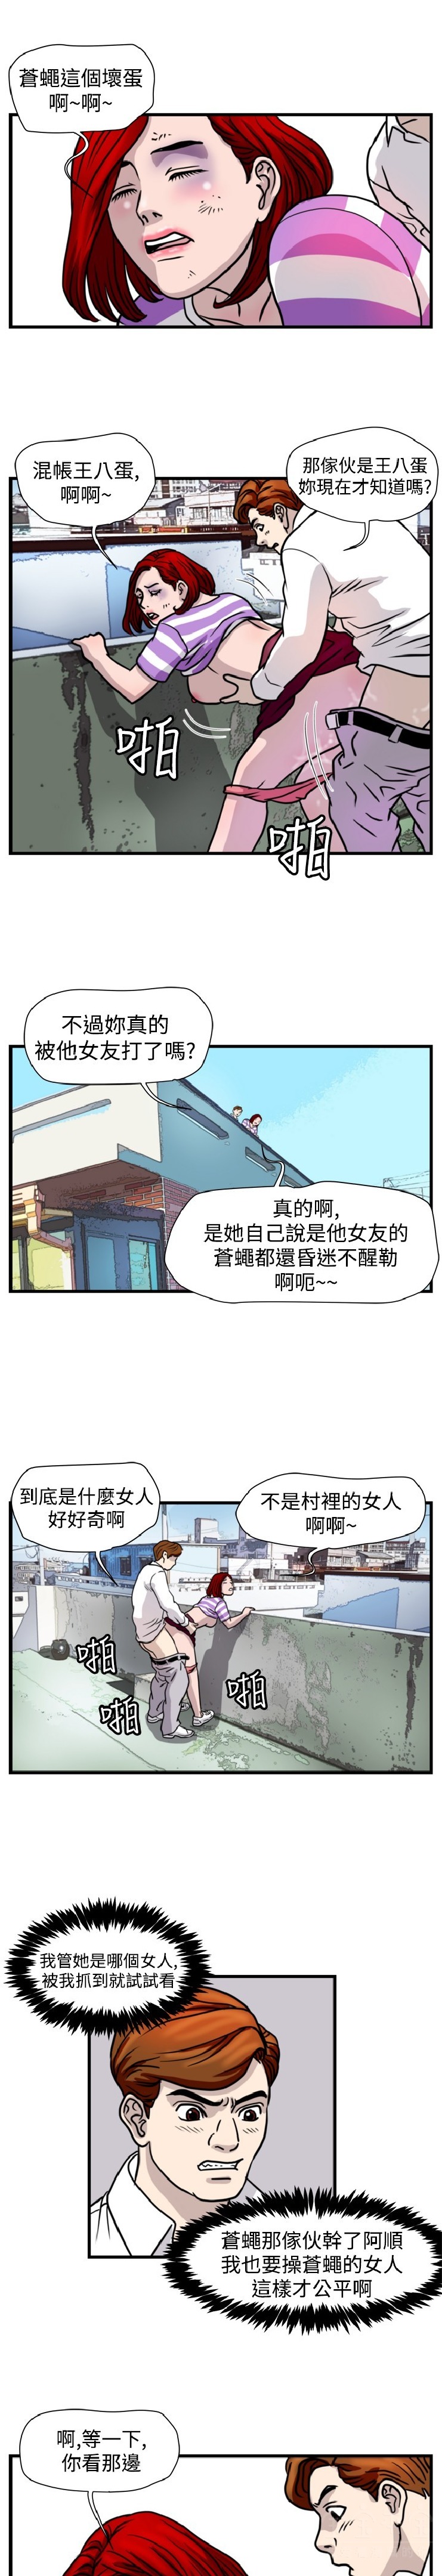 蒼蠅這個壞蛋
啊~啊~
混帳王八蛋,
啊啊~
那傢伙是王八蛋
妳現在才知道嗎?
啪
啪
不過妳真的
被他女友打了嗎?
真的啊,
是她自己說是他女友的
蒼蠅都還昏迷不醒勒
啊呃~~
到底是什麼女人
好好奇啊
不是村裡的女人
啊啊~
啪
啪
啪
我管她是哪個女人,
被我抓到就試試看
蒼蠅那傢伙幹了阿順
我也要操蒼蠅的女人
這樣才公平啊
啊,等一下,
你看那邊